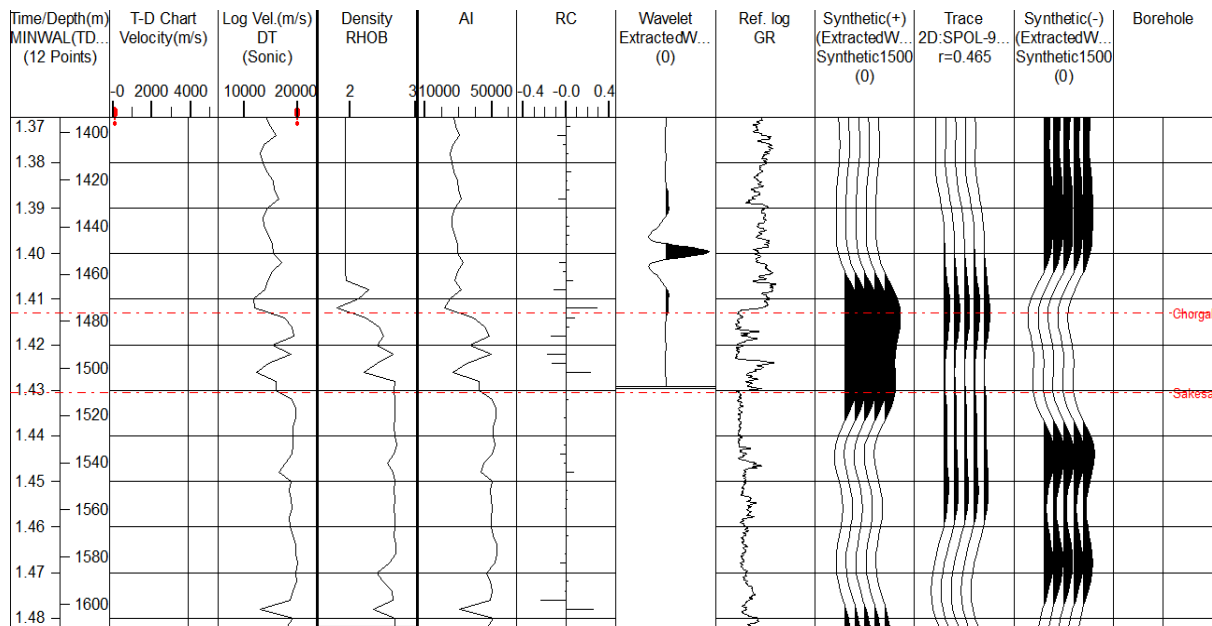 Time/Depth(m)
MINWAL(TD...
(12 Points)
T-D Chart
Velocity(m/s)
-0 2000 4000
Log Vel.(m/s)
DT
(Sonic)
10000 20000
Density
RHOB
2 3
AI
10000 50000
RC
-0.4 -0.0 0.4
Wavelet
ExtractedW...
(0)
Ref. log
GR
Synthetic(+)
(ExtractedW...
Synthetic1500
(0)
Trace
2D:SPOL-9...
r=0.465
Synthetic(-)
(ExtractedW...
Synthetic1500
(0)
Borehole
1.37
1400
1.38
1420
1.39
1440
1.40
1460
1.41
1480
Chorgal
1.42
1500
1.43
Sakesa
1520
1.44
1540
1.45
1560
1.46
1580
1.47
1600
1.48